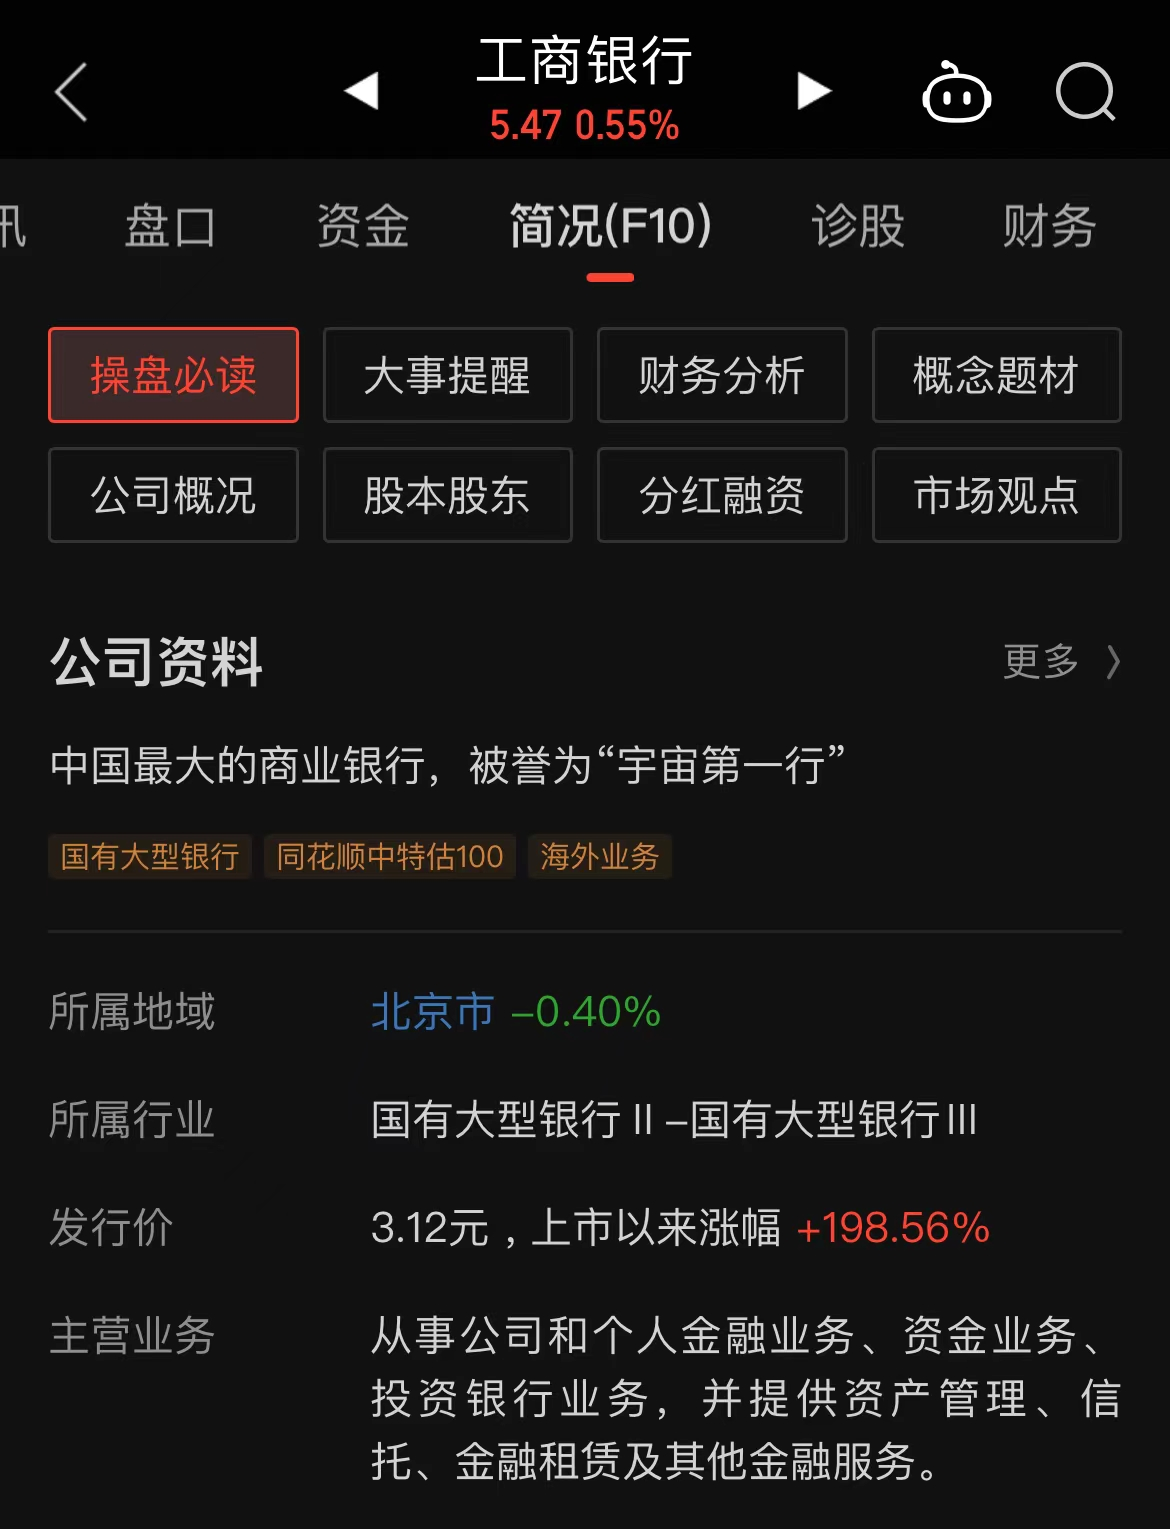 工商银行
5.47 0.55%
讯 盘口 资金 简况(F10) 诊股 财务
操盘必读 大事提醒 财务分析 概念题材
公司概况 股本股东 分红融资 市场观点
公司资料 更多
中国最大的商业银行，被誉为“宇宙第一行”
国有大型银行 同花顺中特估100 海外业务
所属地域 北京市 –0.40%
所属行业 国有大型银行Ⅱ–国有大型银行Ⅲ
发行价 3.12元，上市以来涨幅 +198.56%
主营业务 从事公司和个人金融业务、资金业务、
投资银行业务，并提供资产管理、信
托、金融租赁及其他金融服务。